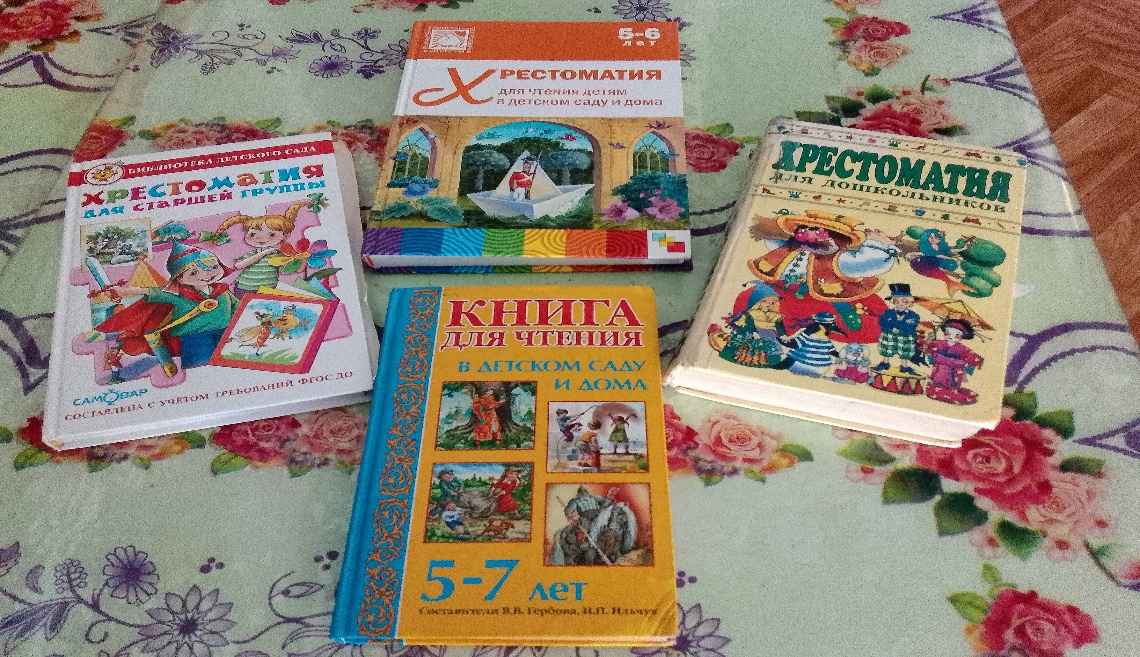 5-6
лет
ХРЕСТОМАТИЯ
для чтения детям
в детском саду и дома
БИБЛИОТЕКА ДЕТСКОГО САДА
ХРЕСТОМАТИЯ
ДЛЯ СТАРШЕЙ ГРУППЫ
САМОВАР
СОСТАВЛЕНА С УЧЁТОМ ТРЕБОВАНИЙ ФГОС ДО
ХРЕСТОМАТИЯ
ДЛЯ ДОШКОЛЬНИКОВ
КНИГА
ДЛЯ ЧТЕНИЯ
В ДЕТСКОМ САДУ
И ДОМА
5-7 лет
Составители В.В. Гербова, Н.П. Ильчук